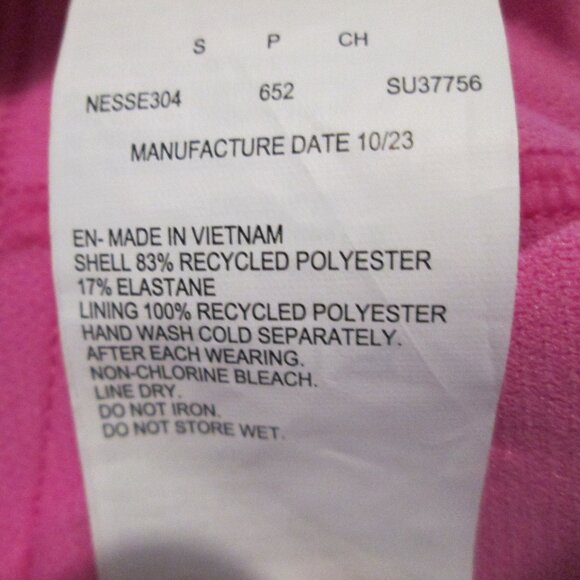 S P CH
NESSE304 652 SU37756
MANUFACTURE DATE 10/23
EN- MADE IN VIETNAM
SHELL 83% RECYCLED POLYESTER
17% ELASTANE
LINING 100% RECYCLED POLYESTER
HAND WASH COLD SEPARATELY.
AFTER EACH WEARING.
NON-CHLORINE BLEACH.
LINE DRY.
DO NOT IRON.
DO NOT STORE WET.